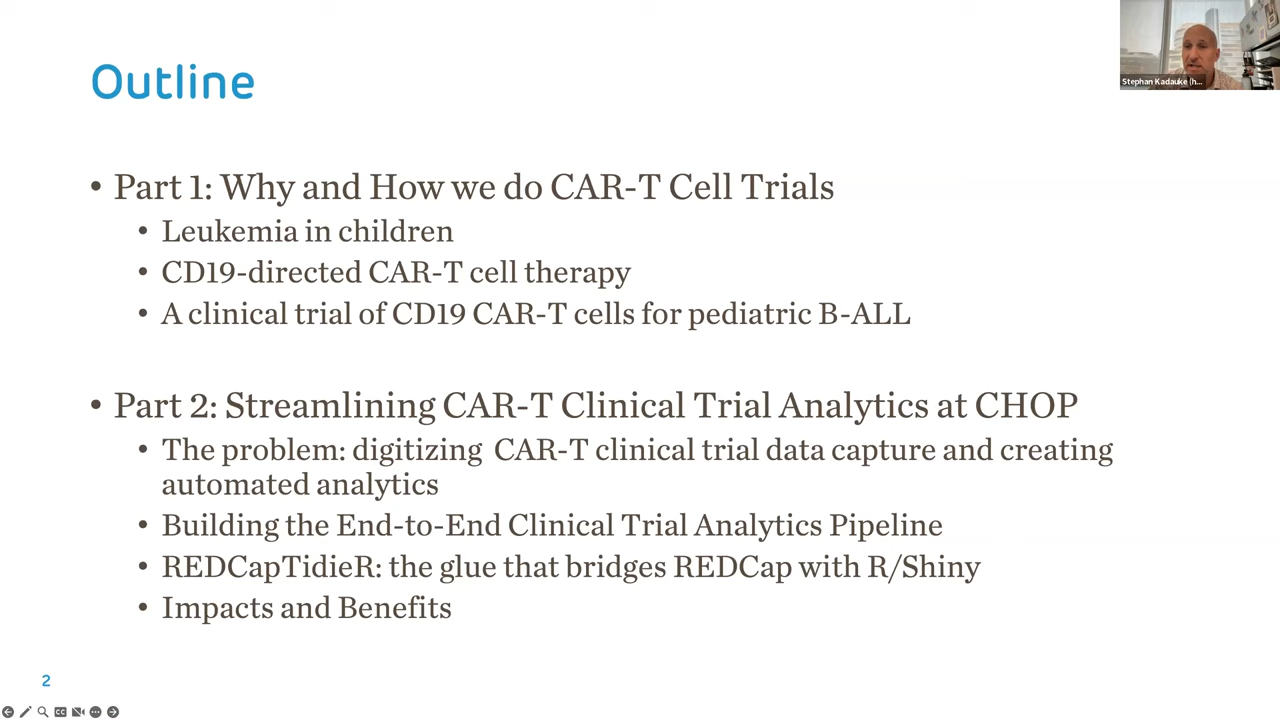 Outline
Stephan Kadauke (h...
• Part 1: Why and How we do CAR-T Cell Trials
• Leukemia in children
• CD19-directed CAR-T cell therapy
• A clinical trial of CD19 CAR-T cells for pediatric B-ALL
• Part 2: Streamlining CAR-T Clinical Trial Analytics at CHOP
• The problem: digitizing  CAR-T clinical trial data capture and creating
automated analytics
• Building the End-to-End Clinical Trial Analytics Pipeline
• REDCapTidieR: the glue that bridges REDCap with R/Shiny
• Impacts and Benefits
2
CC